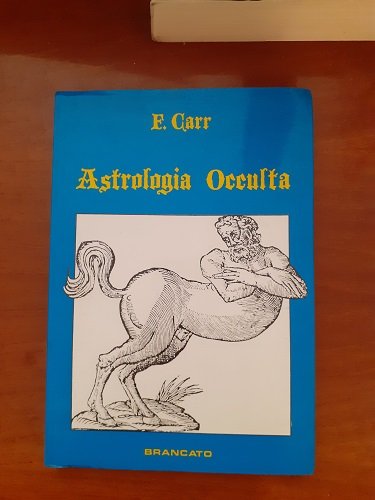 F. Carr
Astrologia Occulta
BRANCATO